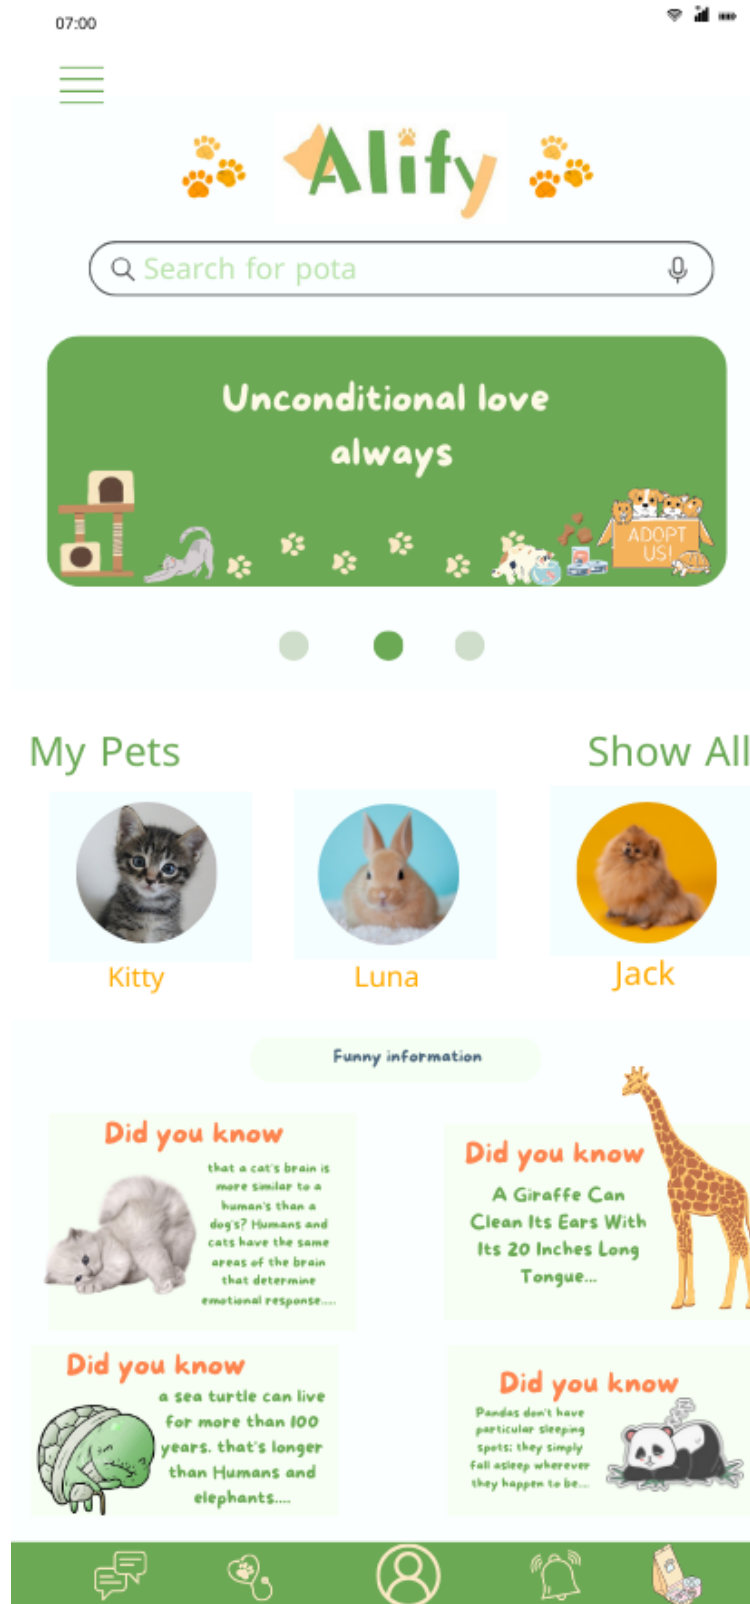 07:00
Alify
Search for pota
Unconditional love
always
ADOPT
US!
My Pets
Show All
Kitty
Luna
Jack
Funny information
Did you know
that a cat's brain is
more similar to a
human's than a
dog's? Humans and
cats have the same
areas of the brain
that determine
emotional response....
Did you know
A Giraffe Can
Clean Its Ears With
Its 20 Inches Long
Tongue...
Did you know
a sea turtle can live
for more than 100
years. that's longer
than Humans and
elephants....
Did you know
Pandas don't have
particular sleeping
spots; they simply
fall asleep wherever
they happen to be...